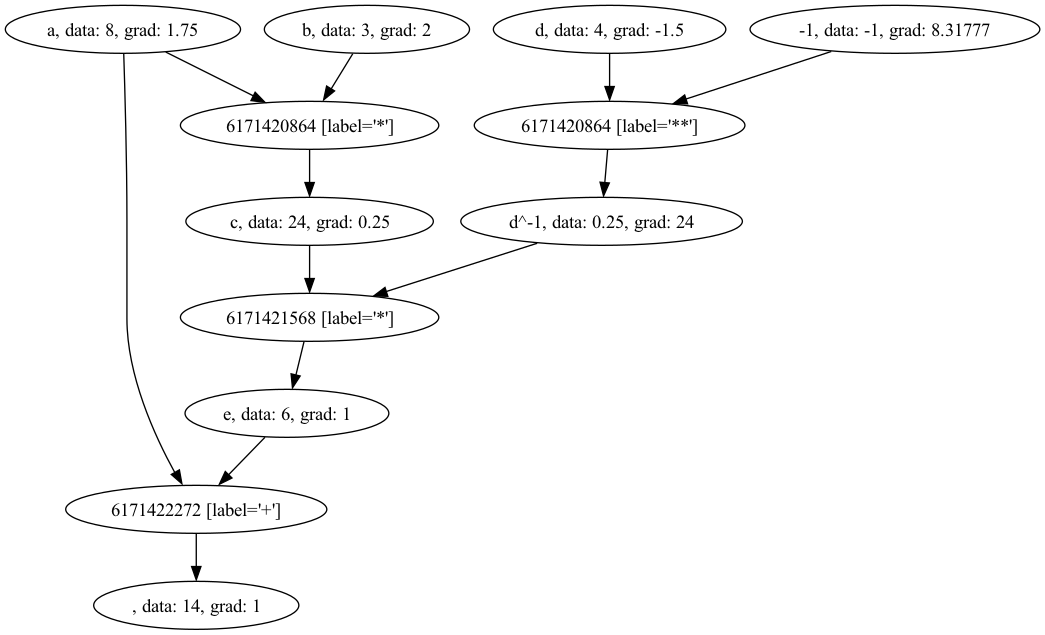 a, data: 8, grad: 1.75
b, data: 3, grad: 2
d, data: 4, grad: -1.5
-1, data: -1, grad: 8.31777
6171420864 [label='*']
6171420864 [label='**']
c, data: 24, grad: 0.25
d^-1, data: 0.25, grad: 24
6171421568 [label='*']
e, data: 6, grad: 1
6171422272 [label='+']
, data: 14, grad: 1